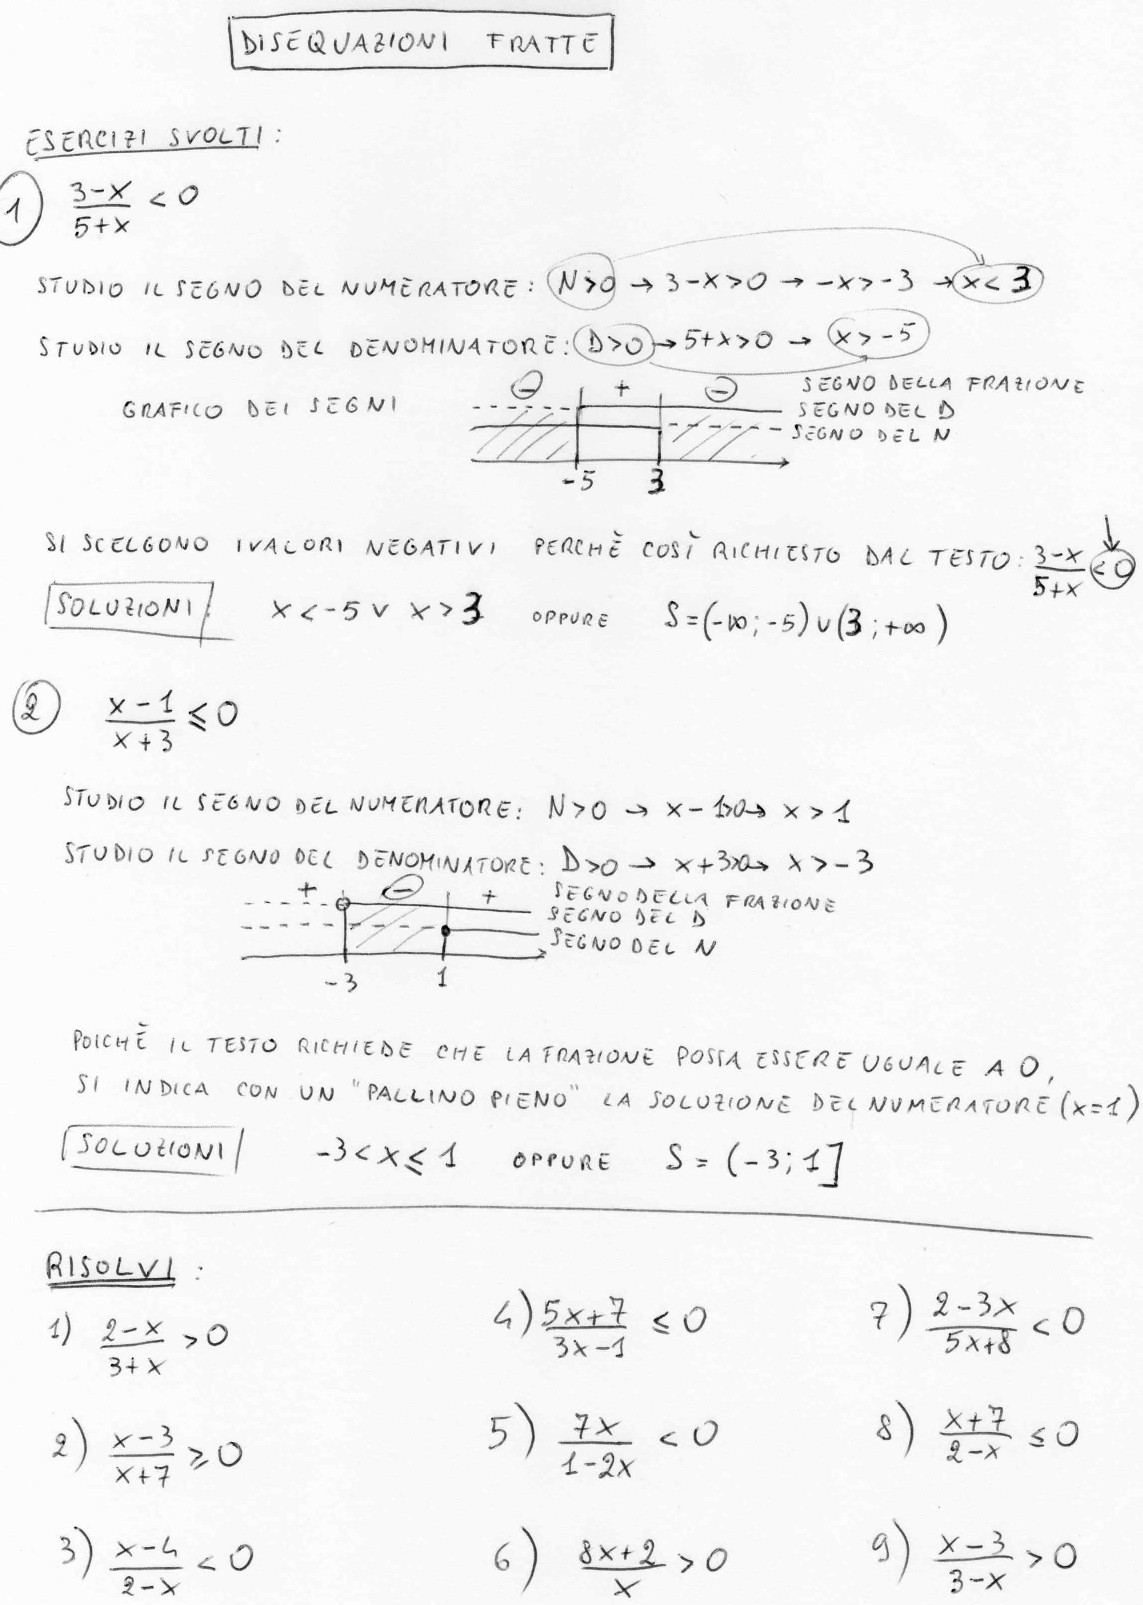 DISEQUAZIONI FRATTE
ESERCIZI SVOLTI:
1 (3-x)/(5+x) < 0
STUDIO IL SEGNO DEL NUMERATORE: N>0 → 3-x>0 → -x>-3 → x<3
STUDIO IL SEGNO DEL DENOMINATORE: D>0 → 5+x>0 → x>-5
GRAFICO DEI SEGNI
- + - SEGNO DELLA FRAZIONE
SEGNO DEL D
SEGNO DEL N
-5 3
SI SCELGONO I VALORI NEGATIVI PERCHÈ COSÌ RICHIESTO DAL TESTO: (3-x)/(5+x) < 0
SOLUZIONI: x<-5 ∨ x>3 OPPURE S=(-∞;-5)∪(3;+∞)
2 (x-1)/(x+3) ⩽ 0
STUDIO IL SEGNO DEL NUMERATORE: N>0 → x-1>0→ x>1
STUDIO IL SEGNO DEL DENOMINATORE: D>0 → x+3>0→ x>-3
+ - + SEGNO DELLA FRAZIONE
SEGNO DEL D
SEGNO DEL N
-3 1
POICHÈ IL TESTO RICHIEDE CHE LA FRAZIONE POSSA ESSERE UGUALE A 0,
SI INDICA CON UN "PALLINO PIENO" LA SOLUZIONE DEL NUMERATORE (x=1)
SOLUZIONI -3<x⩽1 OPPURE S = (-3; 1]
RISOLVI:
1) (2-x)/(3+x) > 0
2) (x-3)/(x+7) ⩾ 0
3) (x-4)/(2-x) < 0
4) (5x+7)/(3x-1) ≤ 0
5) 7x/(1-2x) < 0
6) (8x+2)/x > 0
7) (2-3x)/(5x+8) < 0
8) (x+7)/(2-x) ≤ 0
9) (x-3)/(3-x) > 0